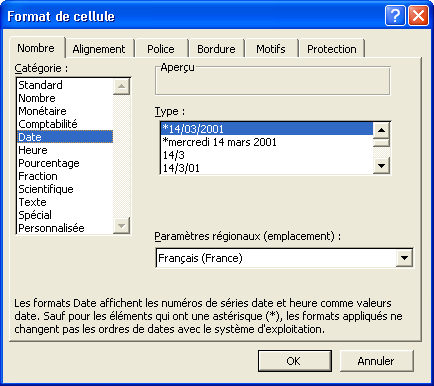 Format de cellule
Nombre Alignement Police Bordure Motifs Protection
Catégorie :
Standard
Nombre
Monétaire
Comptabilité
Date
Heure
Pourcentage
Fraction
Scientifique
Texte
Spécial
Personnalisée
Aperçu
Type :
*14/03/2001
*mercredi 14 mars 2001
14/3
14/3/01
Paramètres régionaux (emplacement) :
Français (France)
Les formats Date affichent les numéros de séries date et heure comme valeurs
date. Sauf pour les éléments qui ont une astérisque (*), les formats appliqués ne
changent pas les ordres de dates avec le système d'exploitation.
OK Annuler